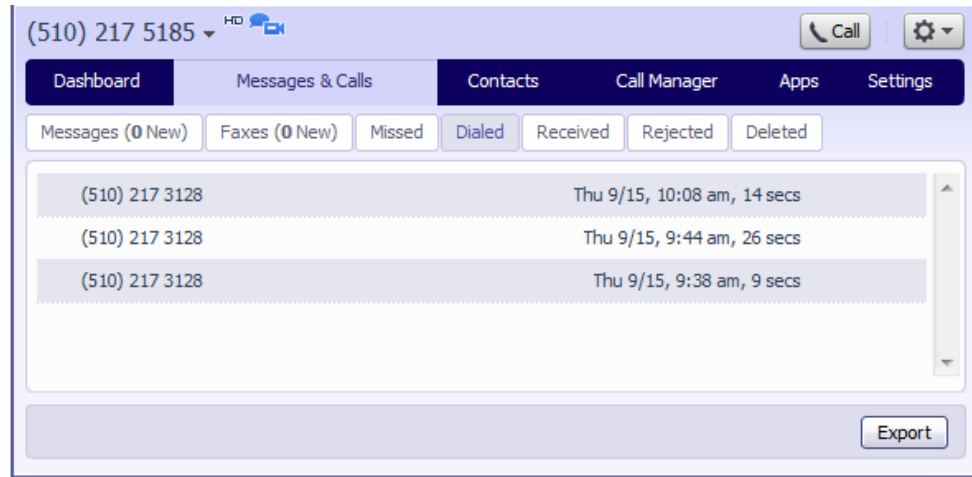 (510) 217 5185 HD Call
Dashboard Messages & Calls Contacts Call Manager Apps Settings
Messages (0 New) Faxes (0 New) Missed Dialed Received Rejected Deleted
(510) 217 3128 Thu 9/15, 10:08 am, 14 secs
(510) 217 3128 Thu 9/15, 9:44 am, 26 secs
(510) 217 3128 Thu 9/15, 9:38 am, 9 secs
Export